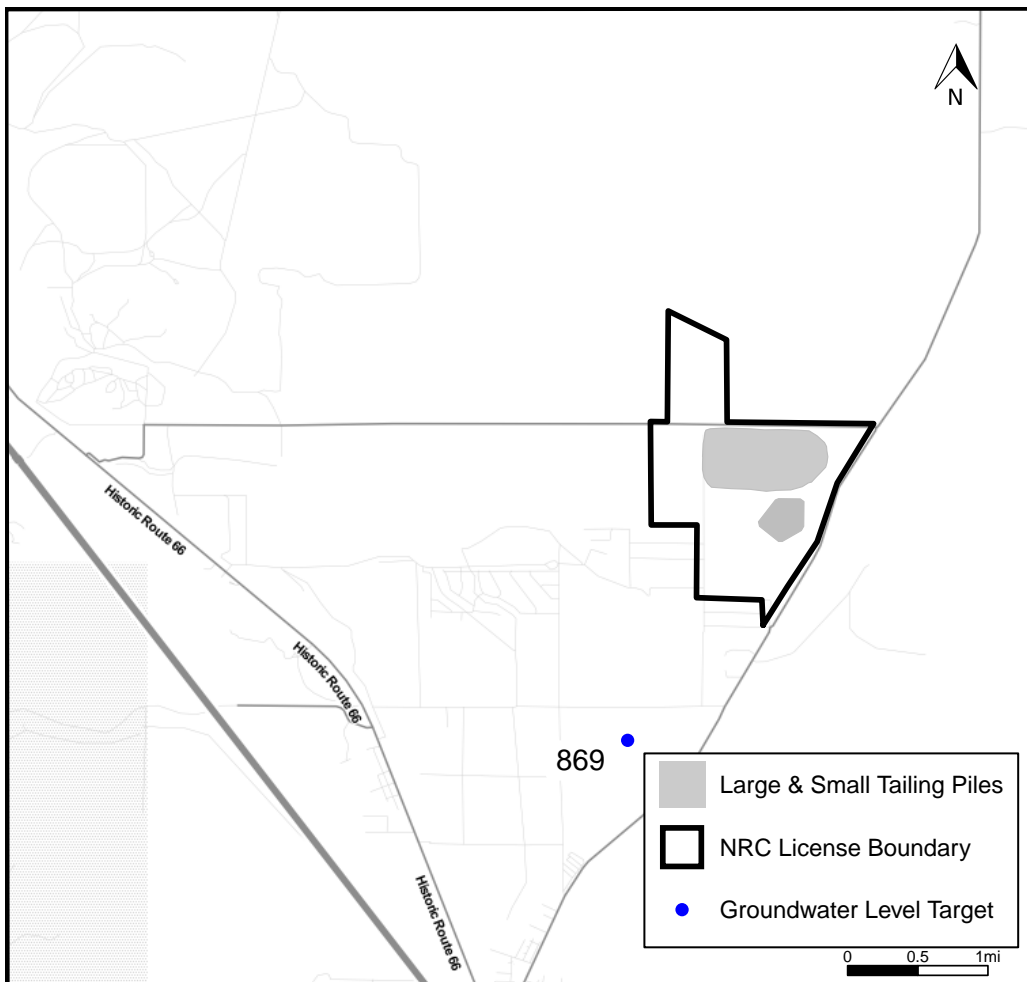 N
Historic Route 66
Historic Route 66
869
Large & Small Tailing Piles
NRC License Boundary
Groundwater Level Target
Historic Route 66
0 0.5 1mi